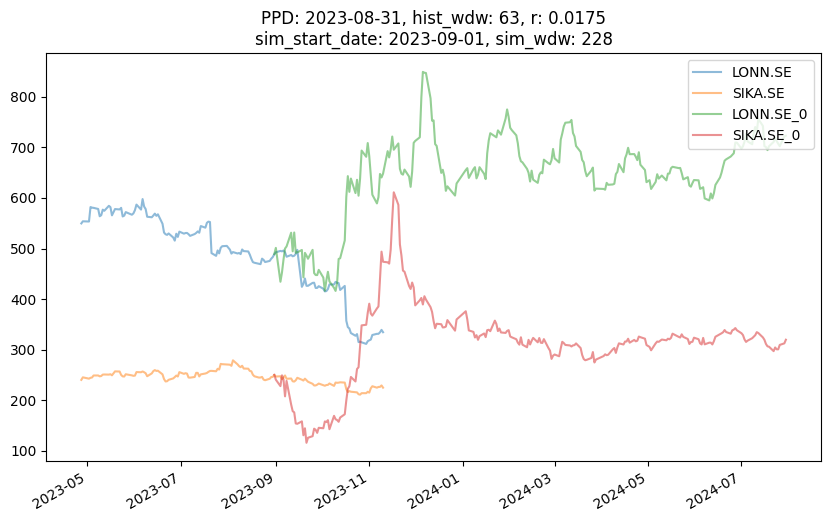 PPD: 2023-08-31, hist_wdw: 63, r: 0.0175
sim_start_date: 2023-09-01, sim_wdw: 228
LONN.SE
SIKA.SE
LONN.SE_0
SIKA.SE_0
800
700
600
500
400
300
200
100
2023-05
2023-07
2023-09
2023-11
2024-01
2024-03
2024-05
2024-07